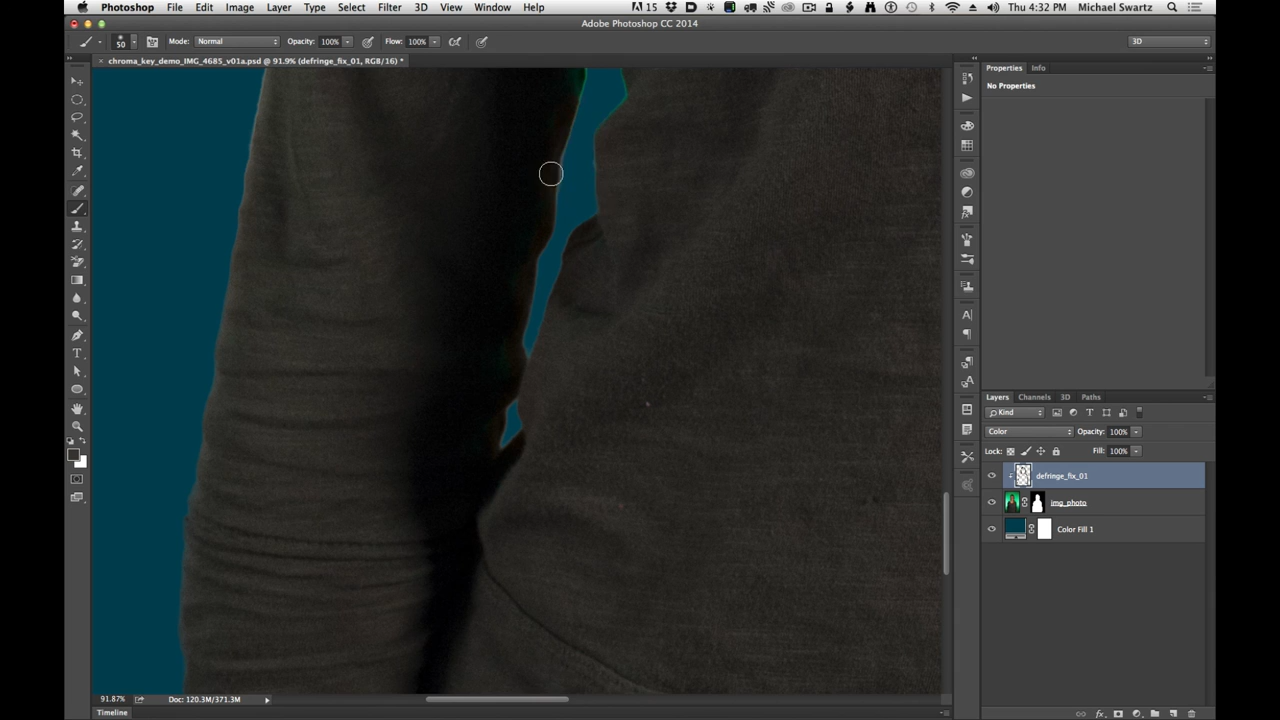 Photoshop File Edit Image Layer Type Select Filter 3D View Window Help 15 Thu 4:32 PM Michael Swartz
Adobe Photoshop CC 2014
50 Mode: Normal Opacity: 100% Flow: 100% 3D
× chroma_key_demo_IMG_4685_v01a.psd @ 91.9% (defringe_fix_01, RGB/16) *
Properties Info
No Properties
Layers Channels 3D Paths
Kind
Color Opacity: 100%
Lock: Fill: 100%
defringe_fix_01
img_photo
Color Fill 1
91.87% Doc: 120.3M/371.3M
Timeline